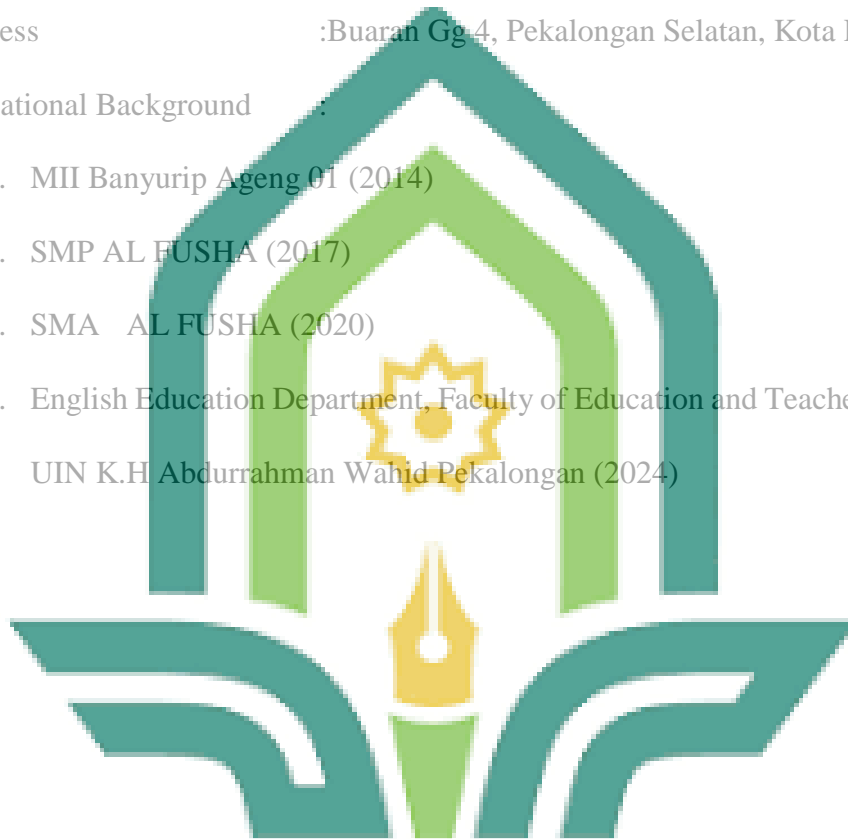 ess :Buaran Gg 4, Pekalongan Selatan, Kota
ational Background :
. MII Banyurip Ageng 01 (2014)
. SMP AL FUSHA (2017)
. SMA AL FUSHA (2020)
. English Education Department, Faculty of Education and Teache
UIN K.H Abdurrahman Wahid Pekalongan (2024)